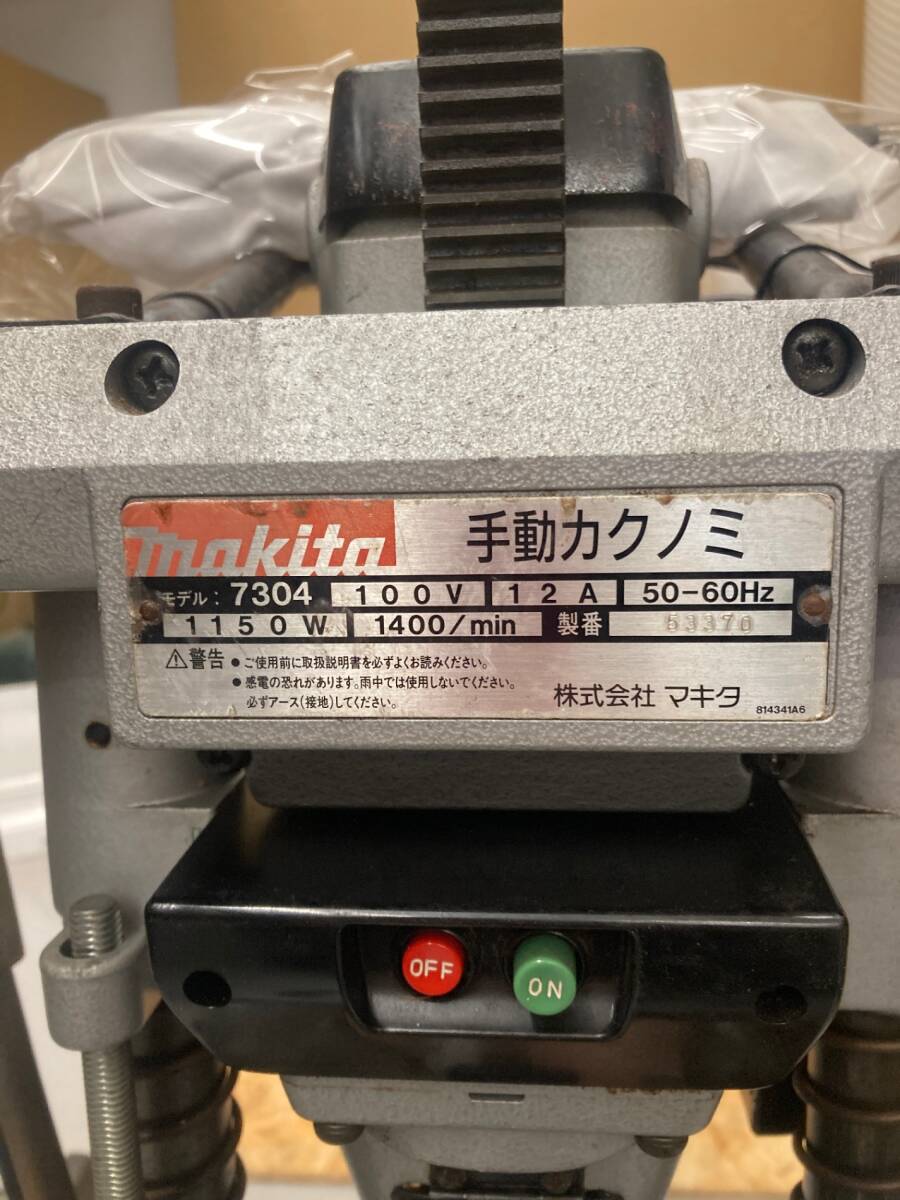 makita 手動カクノミ
モデル: 7304 100V 12A 50-60Hz
1150W 1400/min 製番 53370
⚠警告 ●ご使用前に取扱説明書を必ずよくお読みください。
●感電の恐れがあります。雨中では使用しないでください。
必ずアース(接地)してください。
株式会社 マキタ 814341A6
OFF ON